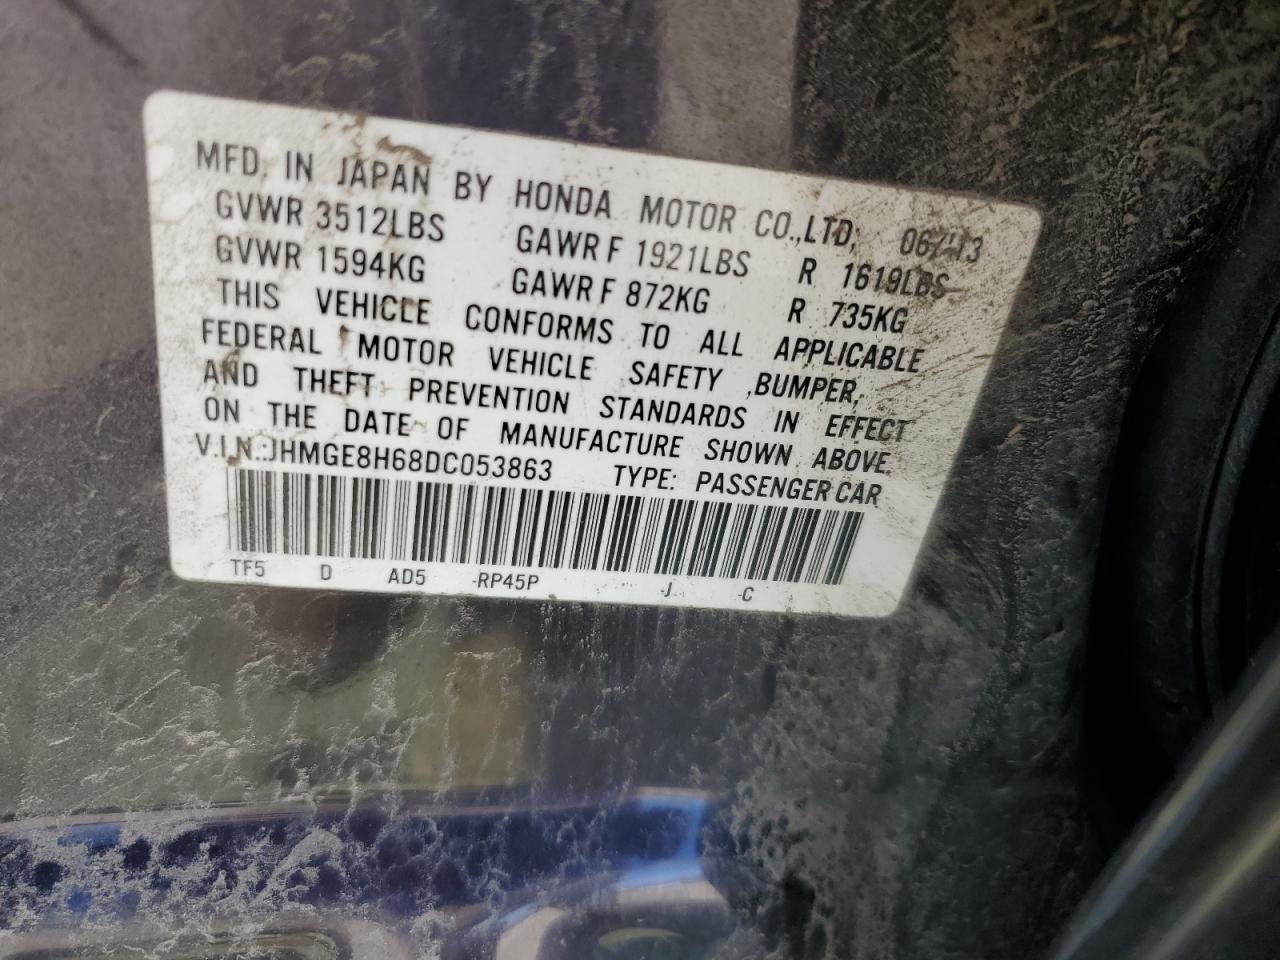 MFD. IN JAPAN BY HONDA MOTOR CO.,LTD. 06/13
GVWR 3512LBS GAWR F 1921LBS R 1619LBS
GVWR 1594KG GAWR F 872KG R 735KG
THIS VEHICLE CONFORMS TO ALL APPLICABLE
FEDERAL MOTOR VEHICLE SAFETY ,BUMPER,
AND THEFT PREVENTION STANDARDS IN EFFECT
ON THE DATE OF MANUFACTURE SHOWN ABOVE.
V.I.N.:JHMGE8H68DC053863 TYPE: PASSENGER CAR
TF5 D AD5 -RP45P -J -C